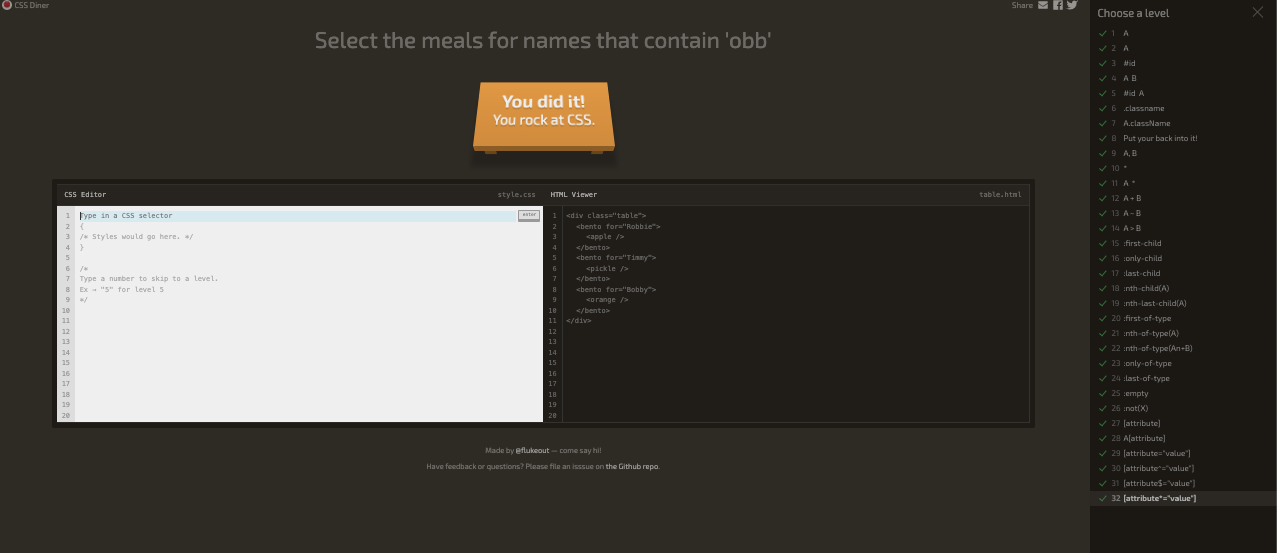 CSS Diner
Share
Select the meals for names that contain 'obb'
You did it!
You rock at CSS.
CSS Editor
style.css
1 Type in a CSS selector
enter
2 {
3 /* Styles would go here. */
4 }
5
6 /*
7 Type a number to skip to a level.
8 Ex → "5" for level 5
9 */
10
11
12
13
14
15
16
17
18
19
20
HTML Viewer
table.html
1 <div class="table">
2 <bento for="Robbie">
3 <apple />
4 </bento>
5 <bento for="Timmy">
6 <pickle />
7 </bento>
8 <bento for="Bobby">
9 <orange />
10 </bento>
11 </div>
12
13
14
15
16
17
18
19
20
Made by @flukeout — come say hi!
Have feedback or questions? Please file an isssue on the Github repo.
Choose a level
1 A
2 A
3 #id
4 A B
5 #id A
6 .classname
7 A.className
8 Put your back into it!
9 A, B
10 *
11 A *
12 A + B
13 A ~ B
14 A > B
15 :first-child
16 :only-child
17 :last-child
18 :nth-child(A)
19 :nth-last-child(A)
20 :first-of-type
21 :nth-of-type(A)
22 :nth-of-type(An+B)
23 :only-of-type
24 :last-of-type
25 :empty
26 :not(X)
27 [attribute]
28 A[attribute]
29 [attribute="value"]
30 [attribute^="value"]
31 [attribute$="value"]
32 [attribute*="value"]